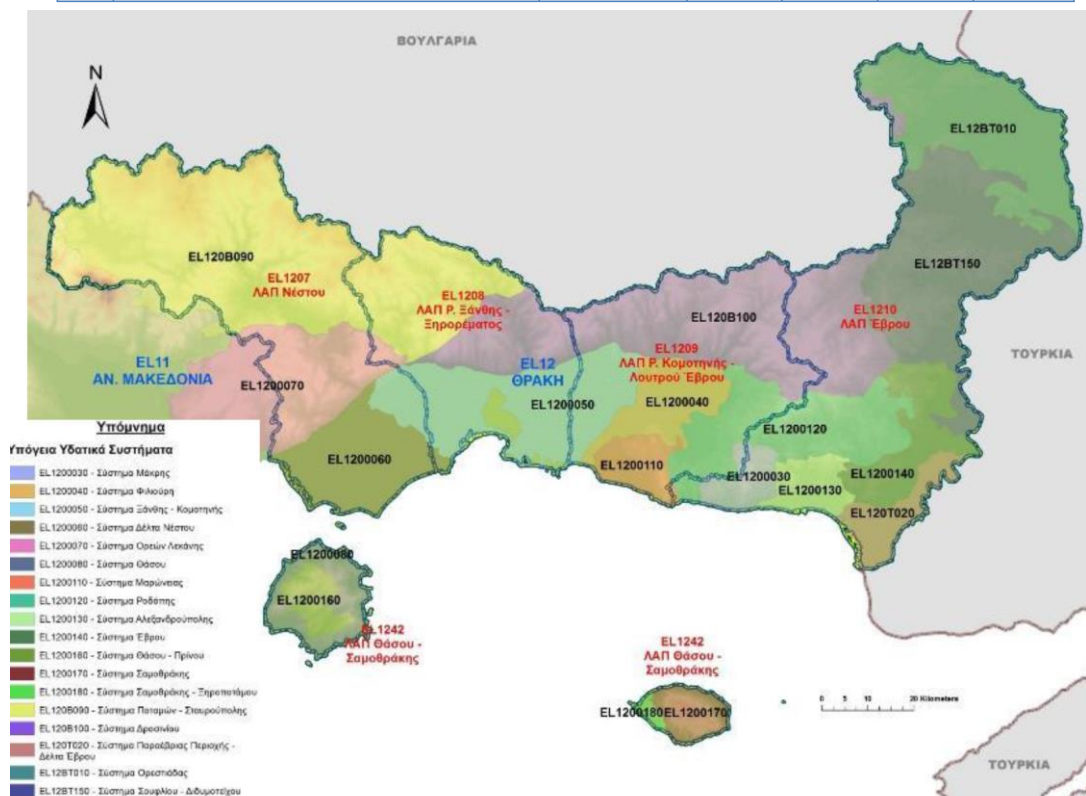 ΒΟΥΛΓΑΡΙΑ
N
EL12BT010
EL120B090
EL1207
ΛΑΠ Νέστου
EL1208
ΛΑΠ Ρ. Ξάνθης -
Ξηρορέματος
EL12BT150
EL120B100
EL1210
ΛΑΠ Έβρου
EL11
ΑΝ. ΜΑΚΕΔΟΝΙΑ
EL12
ΘΡΑΚΗ
EL1209
ΛΑΠ Ρ. Κομοτηνής -
Λουτρού Έβρου
ΤΟΥΡΚΙΑ
EL1200070
EL1200050
EL1200040
EL1200120
EL1200060
EL1200110
EL1200030
EL1200130
EL1200140
EL120T020
EL1200080
EL1200160
EL1242
ΛΑΠ Θάσου -
Σαμοθράκης
EL1242
ΛΑΠ Θάσου -
Σαμοθράκης
EL1200180
EL1200170
0 5 10 20 Kilometers
ΤΟΥΡΚΙΑ
Υπόμνημα
Υπόγεια Υδατικά Συστήματα
EL1200030 - Σύστημα Μάκρης
EL1200040 - Σύστημα Φιλιούρη
EL1200050 - Σύστημα Ξάνθης - Κομοτηνής
EL1200060 - Σύστημα Δέλτα Νέστου
EL1200070 - Σύστημα Ορεών Λεκάνης
EL1200080 - Σύστημα Θάσου
EL1200110 - Σύστημα Μαρώνειας
EL1200120 - Σύστημα Ροδόπης
EL1200130 - Σύστημα Αλεξανδρούπολης
EL1200140 - Σύστημα Έβρου
EL1200160 - Σύστημα Θάσου - Πρίνου
EL1200170 - Σύστημα Σαμοθράκης
EL1200180 - Σύστημα Σαμοθράκης - Ξηροποτάμου
EL120B090 - Σύστημα Ποταμών - Σταυρούπολης
EL120B100 - Σύστημα Δροσινίου
EL120T020 - Σύστημα Παραέβριας Περιοχής -
Δέλτα Έβρου
EL12BT010 - Σύστημα Ορεστιάδας
EL12BT150 - Σύστημα Σουφλίου - Διδυμοτείχου